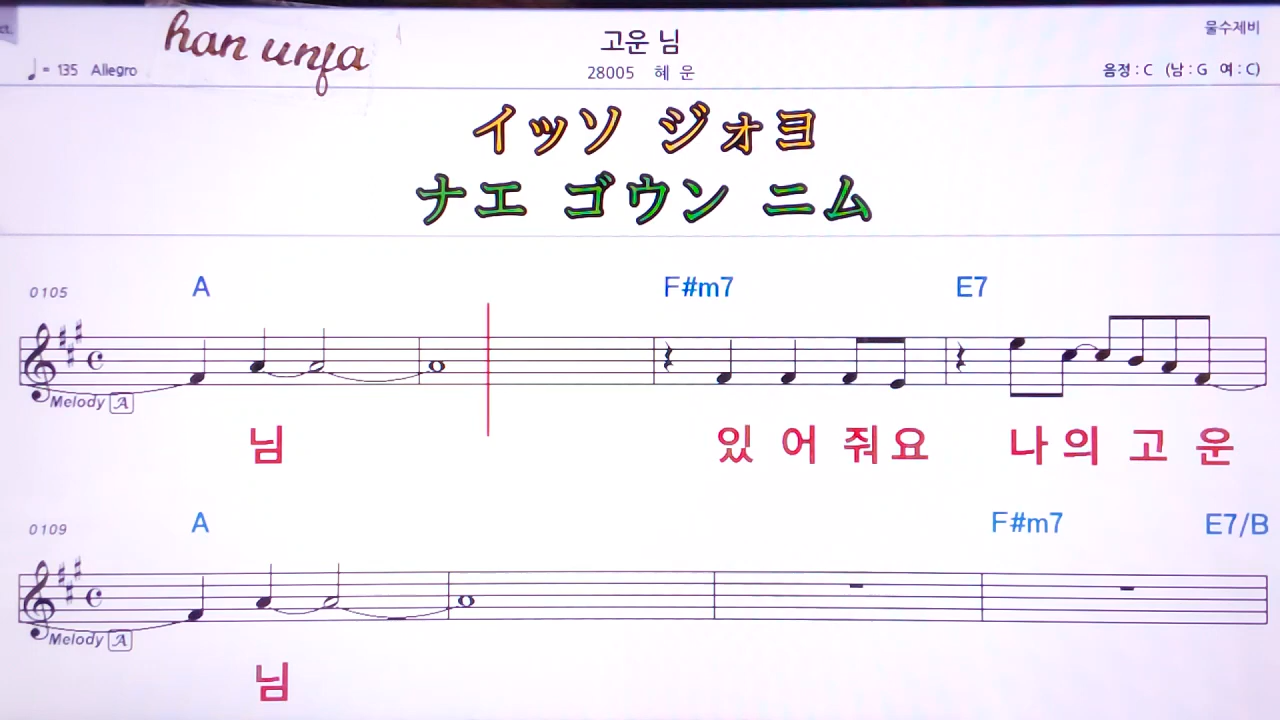 ct.
han unja
고운 님
물수제비
♩= 135 Allegro
28005 혜 운
음정 : C (남 : G 여 : C)
イッソ ジォヨ
ナエ ゴウン ニム
0105 A F#m7 E7
Melody A
님 있 어 줘 요 나 의 고 운
0109 A F#m7 E7/B
Melody A
님